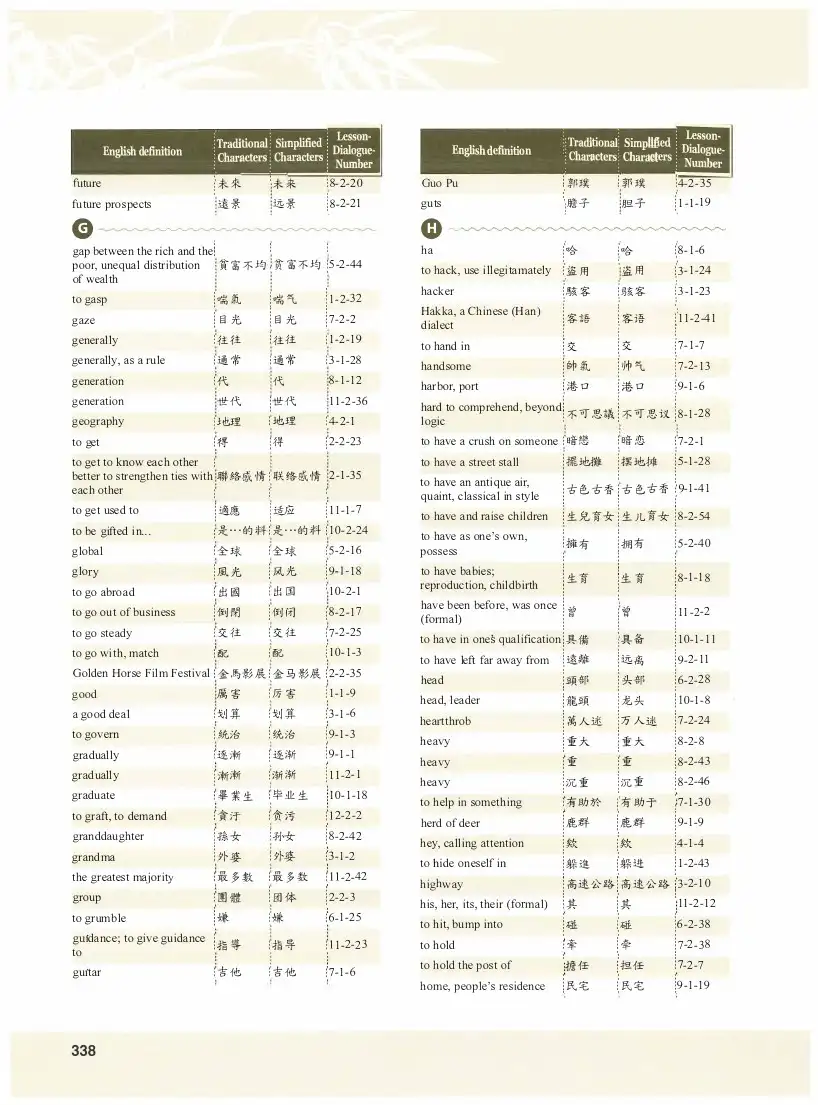 English definition Traditional Characters Simplified Characters Lesson-Dialogue-Number
future 未來 未来 8-2-20
future prospects 遠景 远景 8-2-21
G
gap between the rich and the
poor, unequal distribution 貧富不均 贫富不均 5-2-44
of wealth
to gasp 喘氣 喘气 1-2-32
gaze 目光 目光 7-2-2
generally 往往 往往 1-2-19
generally, as a rule 通常 通常 3-1-28
generation 代 代 8-1-12
generation 世代 世代 11-2-36
geography 地理 地理 4-2-1
to get 得 得 2-2-23
to get to know each other
better to strengthen ties with 聯絡感情 联络感情 2-1-35
each other
to get used to 適應 适应 11-1-7
to be gifted in... 是⋯的料 是⋯的料 10-2-24
global 全球 全球 5-2-16
glory 風光 风光 9-1-18
to go abroad 出國 出国 10-2-1
to go out of business 倒閉 倒闭 8-2-17
to go steady 交往 交往 7-2-25
to go with, match 配 配 10-1-3
Golden Horse Film Festival 金馬影展 金马影展 2-2-35
good 厲害 厉害 1-1-9
a good deal 划算 划算 3-1-6
to govern 統治 统治 9-1-3
gradually 逐漸 逐渐 9-1-1
gradually 漸漸 渐渐 11-2-1
graduate 畢業生 毕业生 10-1-18
to graft, to demand 貪汙 贪污 12-2-2
granddaughter 孫女 孙女 8-2-42
grandma 外婆 外婆 3-1-2
the greatest majority 最多數 最多数 11-2-42
group 團體 团体 2-2-3
to grumble 嫌 嫌 6-1-25
guidance; to give guidance 指導 指导 11-2-23
to
guitar 吉他 吉他 7-1-6
English definition Traditional Characters Simplified Characters Lesson-Dialogue-Number
Guo Pu 郭璞 郭璞 4-2-35
guts 膽子 胆子 1-1-19
H
ha 哈 哈 8-1-6
to hack, use illegitamately 盜用 盗用 3-1-24
hacker 駭客 骇客 3-1-23
Hakka, a Chinese (Han) 客語 客语 11-2-41
dialect
to hand in 交 交 7-1-7
handsome 帥氣 帅气 7-2-13
harbor, port 港口 港口 9-1-6
hard to comprehend, beyond 不可思議 不可思议 8-1-28
logic
to have a crush on someone 暗戀 暗恋 7-2-1
to have a street stall 擺地攤 摆地摊 5-1-28
to have an antique air, 古色古香 古色古香 9-1-41
quaint, classical in style
to have and raise children 生兒育女 生儿育女 8-2-54
to have as one's own, 擁有 拥有 5-2-40
possess
to have babies; 生育 生育 8-1-18
reproduction, childbirth
have been before, was once 曾 曾 11-2-2
(formal)
to have in one's qualification 具備 具备 10-1-11
to have left far away from 遠離 远离 9-2-11
head 頭部 头部 6-2-28
head, leader 龍頭 龙头 10-1-8
heartthrob 萬人迷 万人迷 7-2-24
heavy 重大 重大 8-2-8
heavy 重 重 8-2-43
heavy 沉重 沉重 8-2-46
to help in something 有助於 有助于 7-1-30
herd of deer 鹿群 鹿群 9-1-9
hey, calling attention 欸 欸 4-1-4
to hide oneself in 躲進 躲进 1-2-43
highway 高速公路 高速公路 3-2-10
his, her, its, their (formal) 其 其 11-2-12
to hit, bump into 碰 碰 6-2-38
to hold 牽 牵 7-2-38
to hold the post of 擔任 担任 7-2-7
home, people's residence 民宅 民宅 9-1-19
338